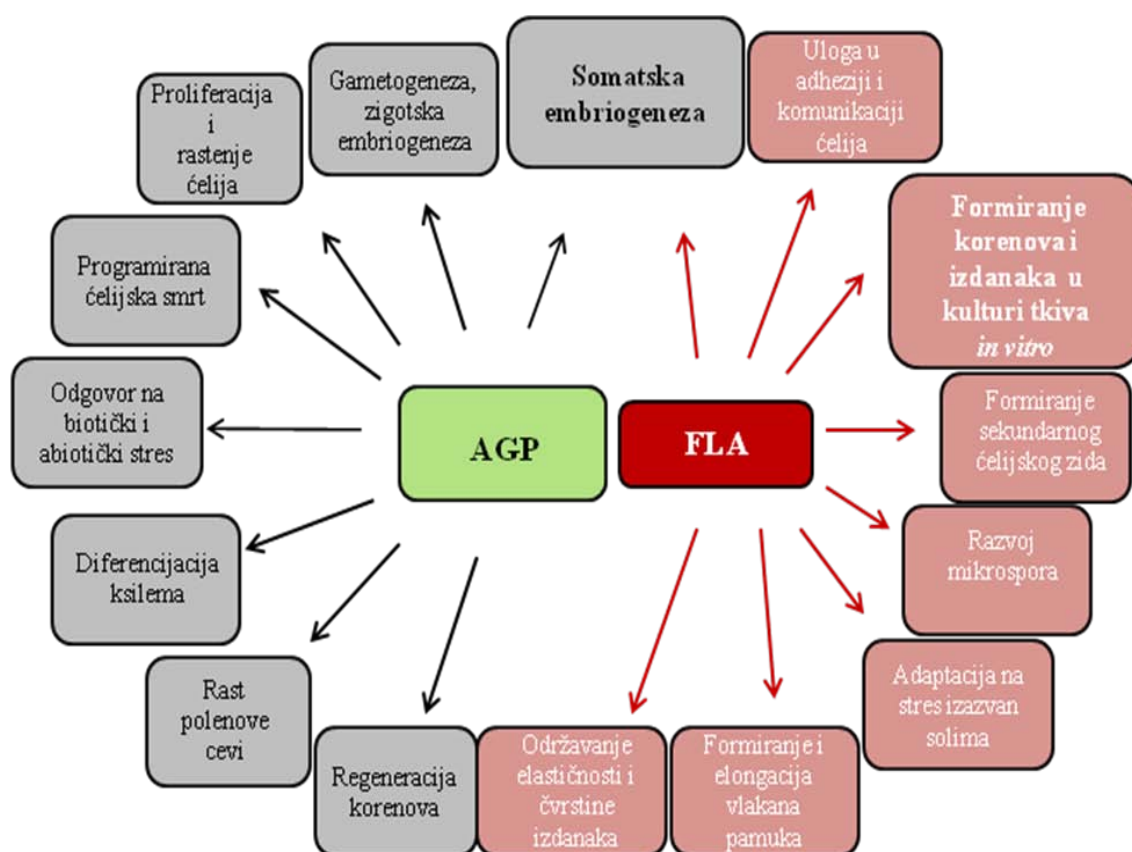 Somatska
embriogeneza
Uloga u
adheziji i
komunikaciji
ćelija
Gametogeneza,
zigotska
embriogeneza
Proliferacija
i
rastenje
ćelija
Formiranje
korenova i
izdanaka u
kulturi tkiva
in vitro
Programirana
ćelijska smrt
Odgovor na
biotički i
abiotički stres
AGP
FLA
Formiranje
sekundarnog
ćelijskog zida
Diferencijacija
ksilema
Razvoj
mikrospora
Rast
polenove
cevi
Adaptacija na
stres izazvan
solima
Regeneracija
korenova
Održavanje
elastičnosti i
čvrstine
izdanaka
Formiranje i
elongacija
vlakana
pamuka